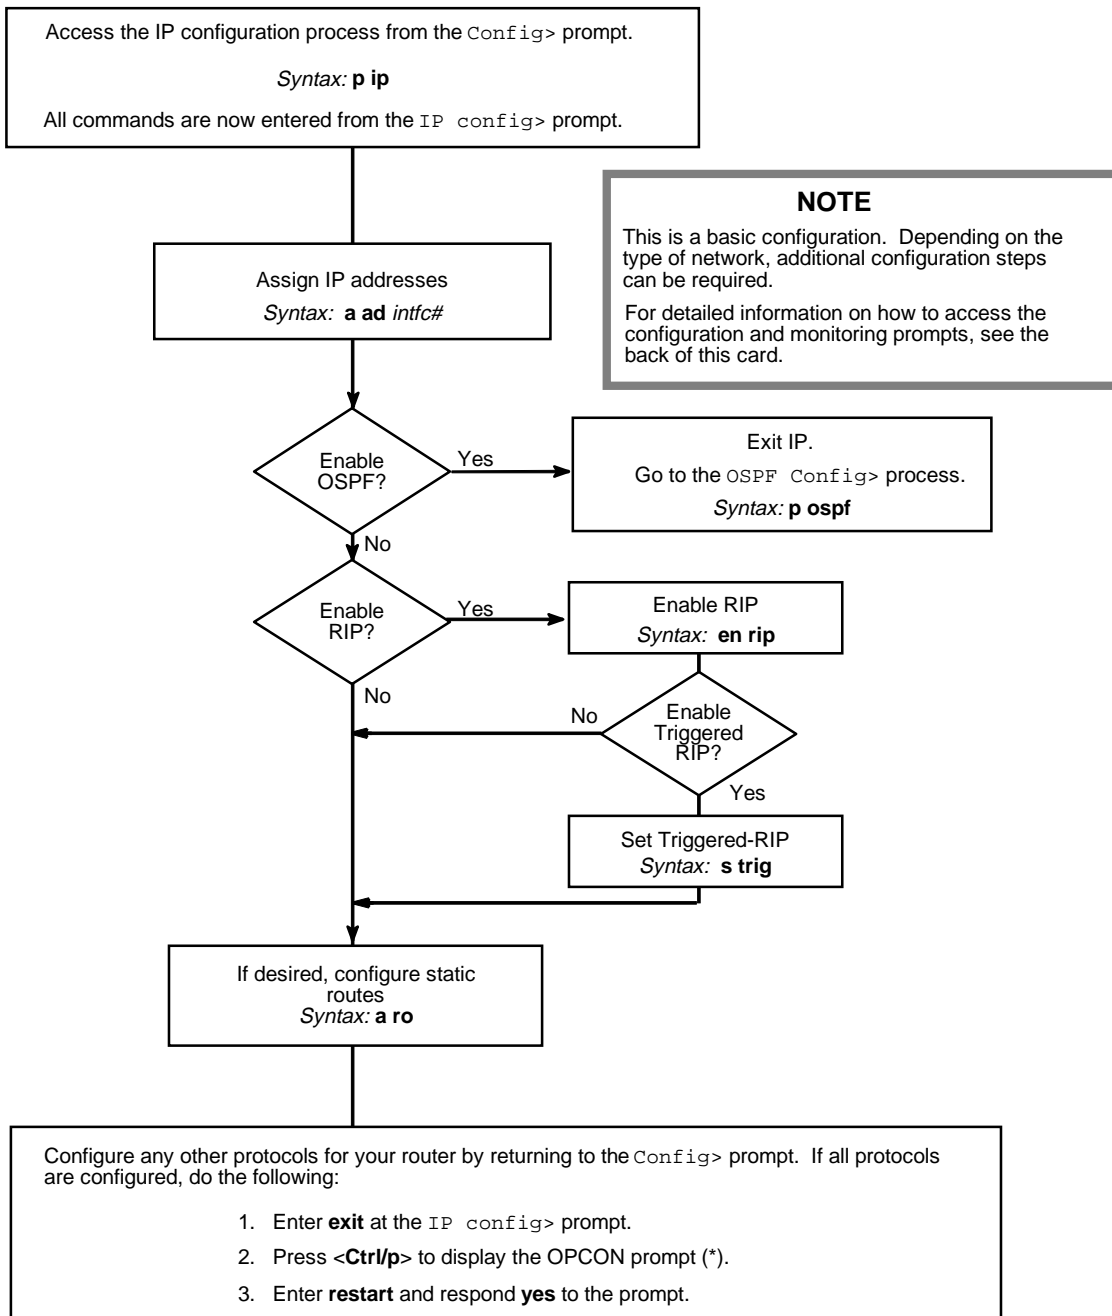 Access the IP configuration process from the Config> prompt.
Syntax: p ip
All commands are now entered from the IP config> prompt.
NOTE
This is a basic configuration. Depending on the
type of network, additional configuration steps
can be required.
For detailed information on how to access the
configuration and monitoring prompts, see the
back of this card.
Assign IP addresses
Syntax: a ad intfc#
Enable
OSPF?
Yes
Exit IP.
Go to the OSPF Config> process.
Syntax: p ospf
No
Enable
RIP?
Yes
Enable RIP
Syntax: en rip
No
No
Enable
Triggered
RIP?
Yes
Set Triggered-RIP
Syntax: s trig
If desired, configure static
routes
Syntax: a ro
Configure any other protocols for your router by returning to the Config> prompt. If all protocols
are configured, do the following:
1. Enter exit at the IP config> prompt.
2. Press <Ctrl/p> to display the OPCON prompt (*).
3. Enter restart and respond yes to the prompt.